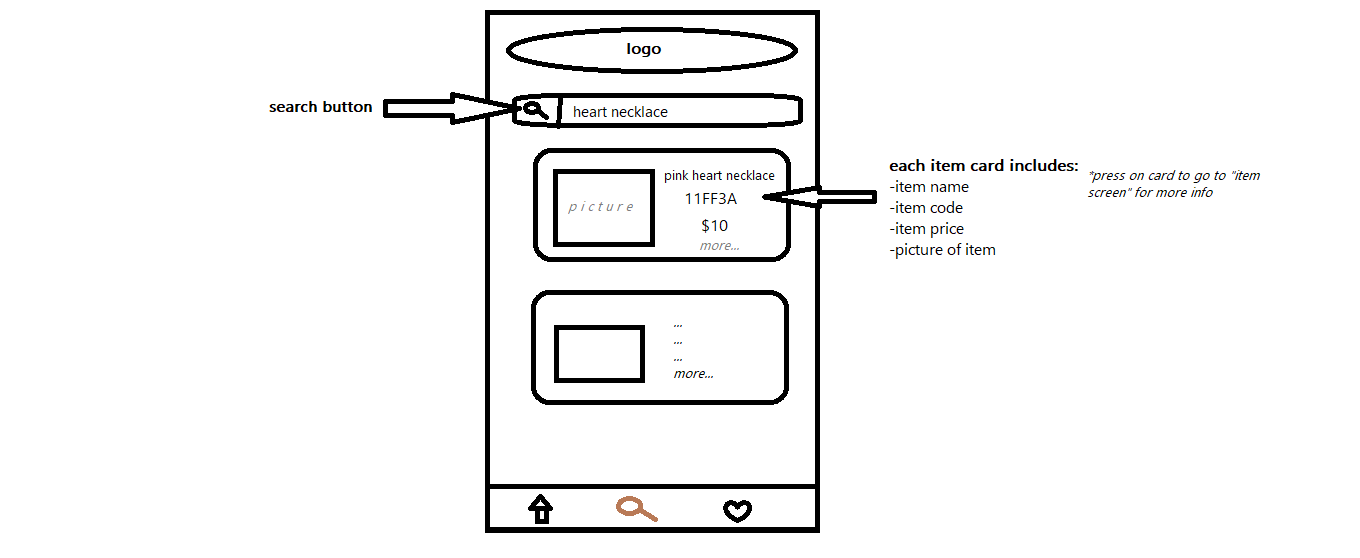 logo
search button
heart necklace
pink heart necklace
11FF3A
$10
more...
picture
each item card includes:
-item name
-item code
-item price
-picture of item
*press on card to go to "item
screen" for more info
...
...
...
more...